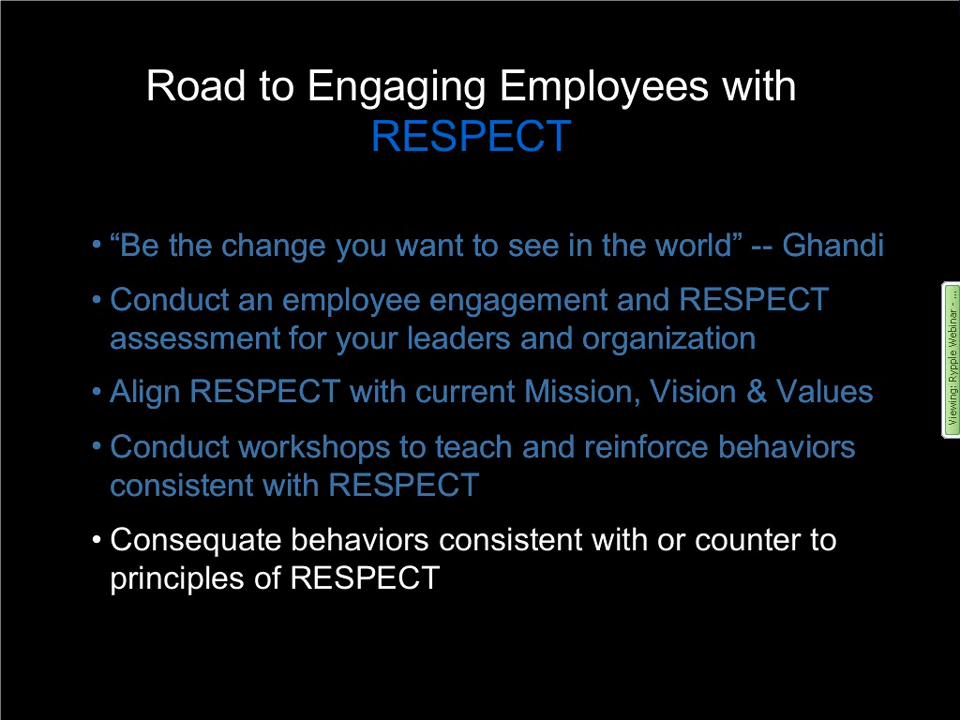 Road to Engaging Employees with
RESPECT
• “Be the change you want to see in the world” -- Ghandi
• Conduct an employee engagement and RESPECT
assessment for your leaders and organization
• Align RESPECT with current Mission, Vision & Values
• Conduct workshops to teach and reinforce behaviors
consistent with RESPECT
• Consequate behaviors consistent with or counter to
principles of RESPECT
Viewing: Rypple Webinar - ...